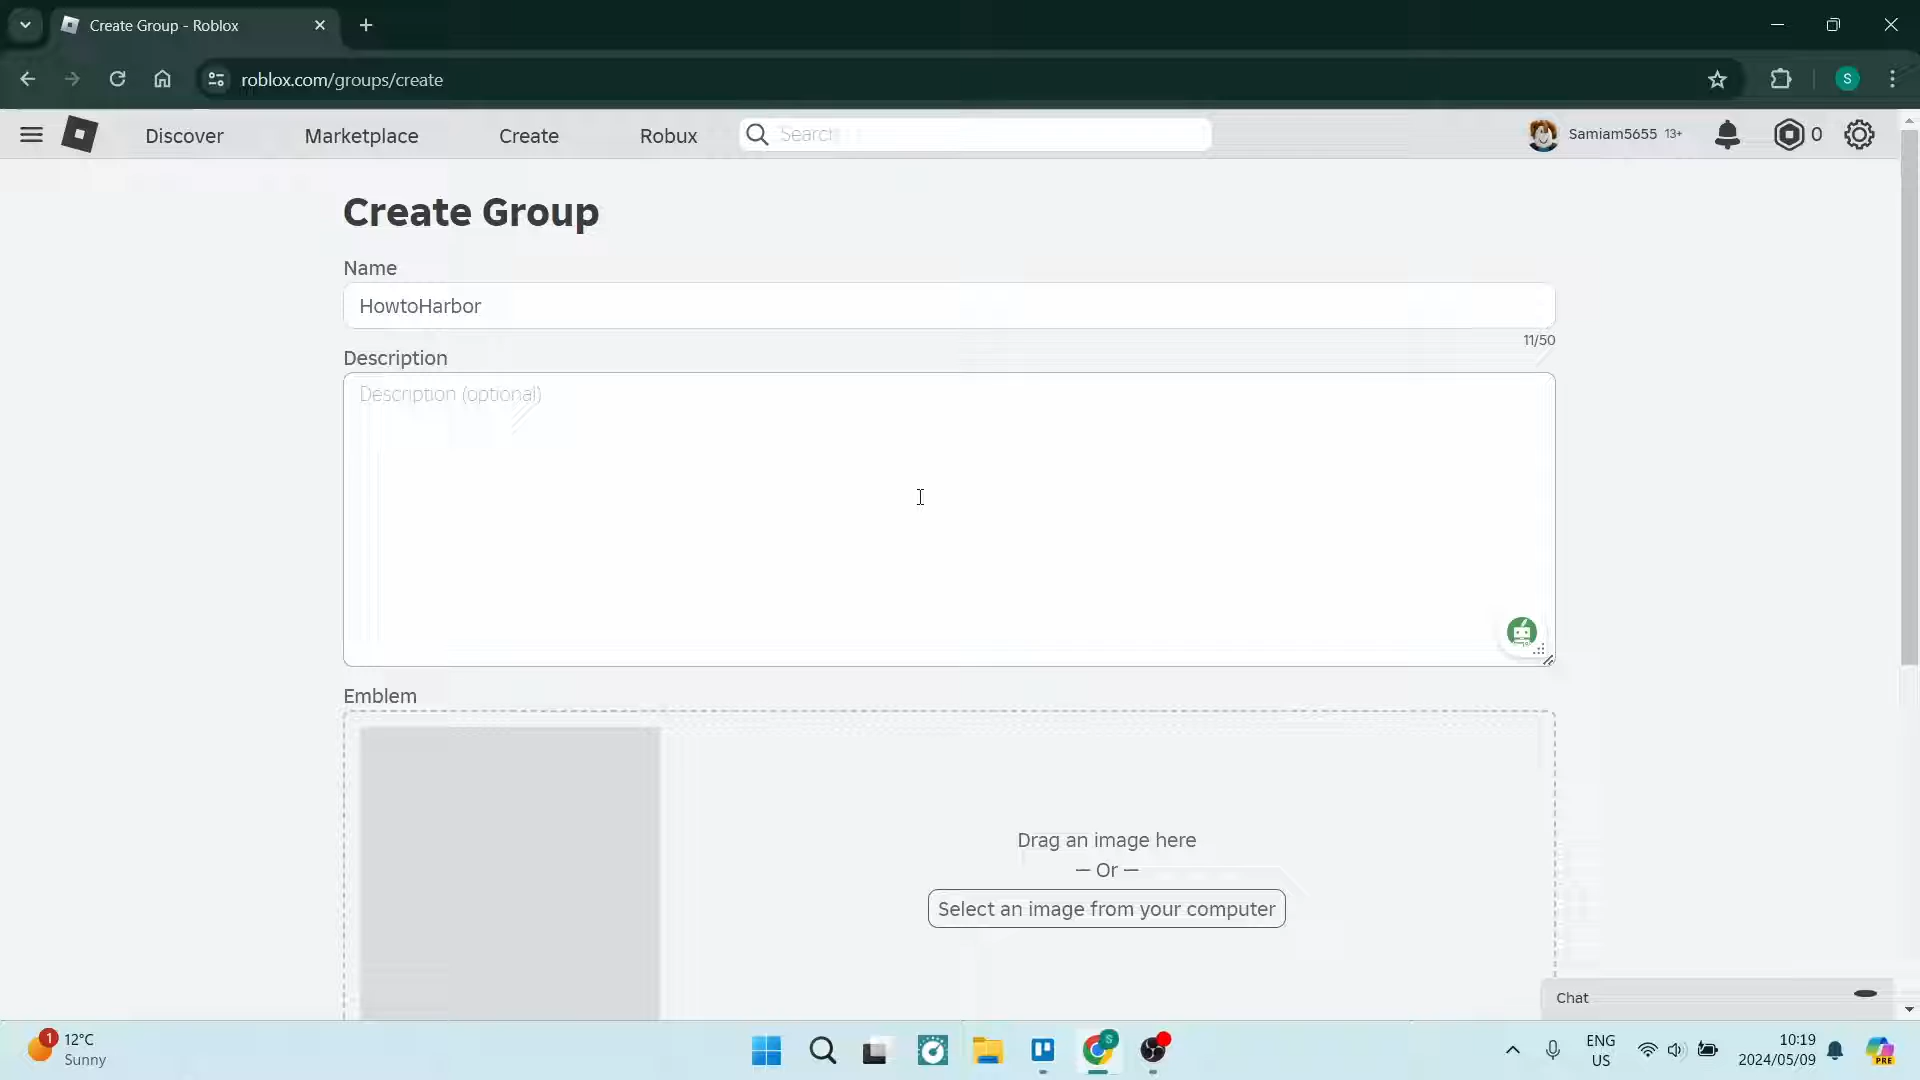 Create Group - Roblox
roblox.com/groups/create
S
Discover
Marketplace
Create
Robux
Search
Samiam5655 13+
0
Create Group
Name
HowtoHarbor
11/50
Description
Description (optional)
Emblem
Drag an image here
— Or —
Select an image from your computer
Chat
1
12°C
Sunny
S
ENG
US
10:19
2024/05/09
PRE